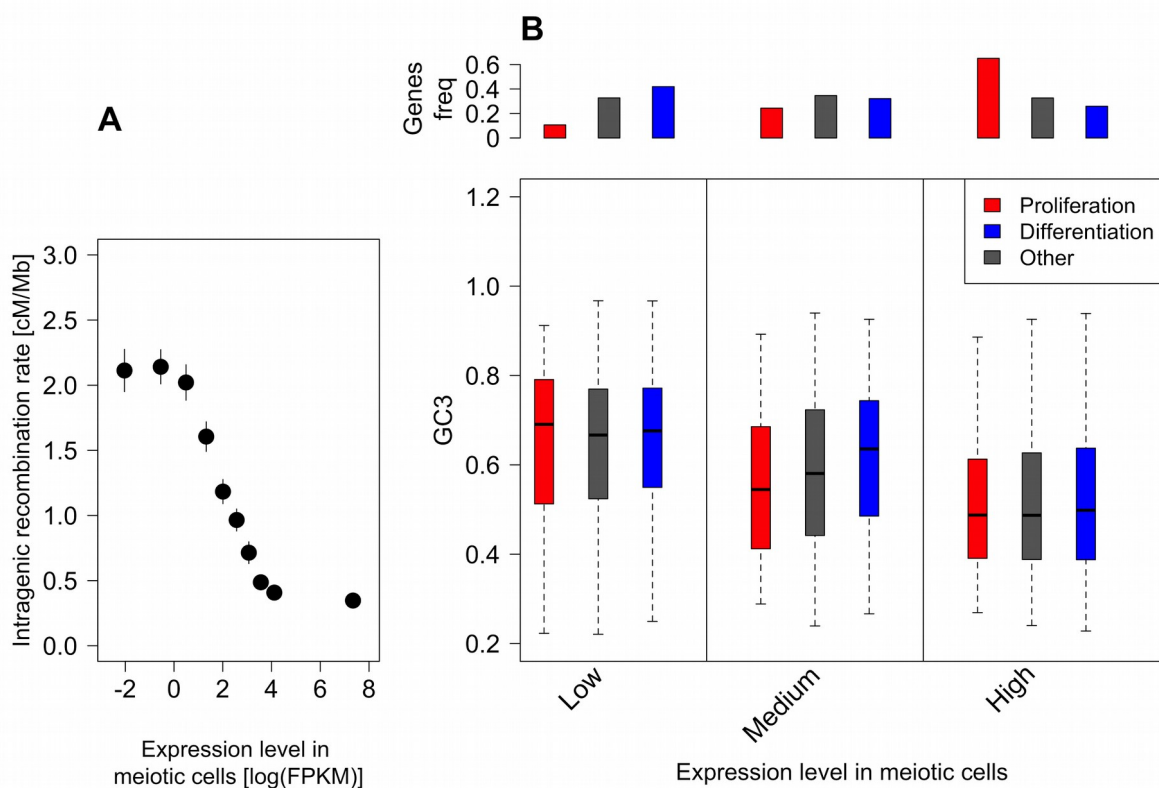 A
Intragenic recombination rate [cM/Mb]
3.0
2.5
2.0
1.5
1.0
0.5
0.0
-2 0 2 4 6 8
Expression level in
meiotic cells [log(FPKM)]
B
Genes
freq
0.6
0.4
0.2
0
GC3
1.2
1.0
0.8
0.6
0.4
0.2
Proliferation
Differentiation
Other
Low
Medium
High
Expression level in meiotic cells